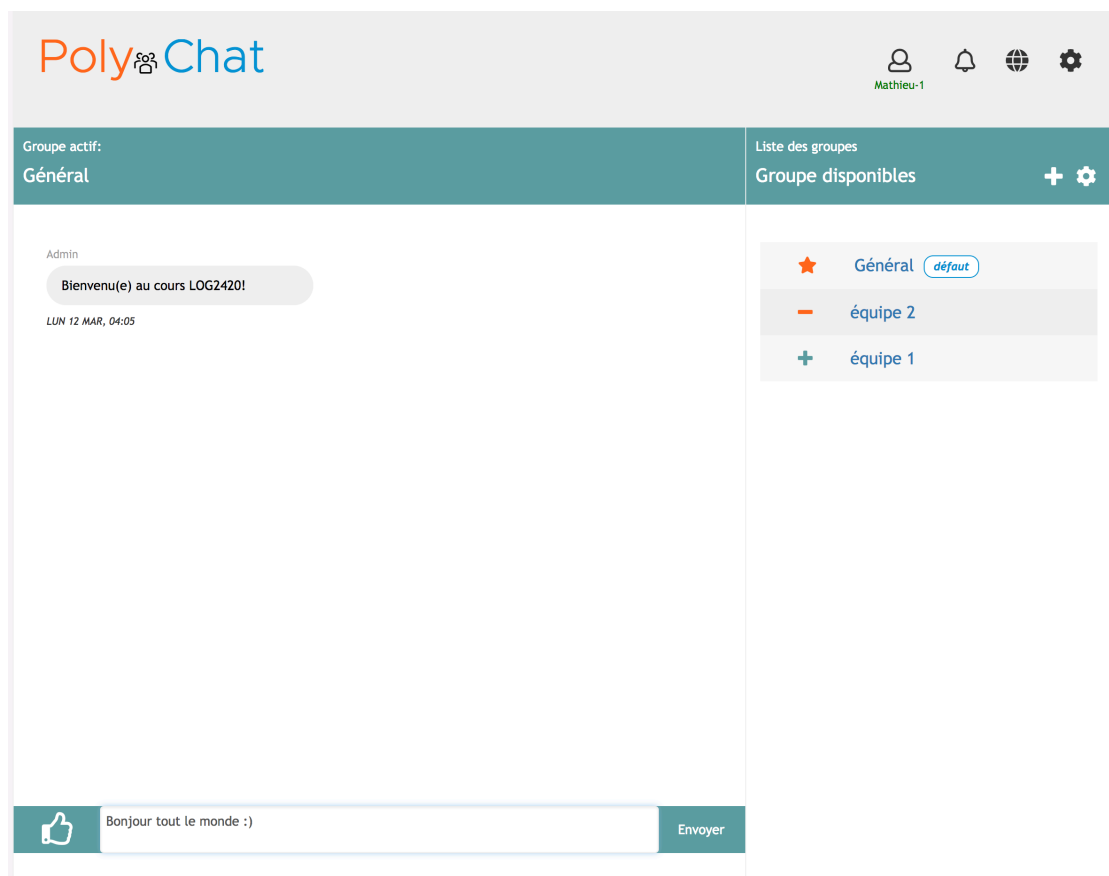 Poly Chat
Mathieu-1
Groupe actif:
Général
Liste des groupes
Groupe disponibles
Admin
Bienvenu(e) au cours LOG2420!
LUN 12 MAR, 04:05
Général défaut
équipe 2
équipe 1
Bonjour tout le monde :)
Envoyer